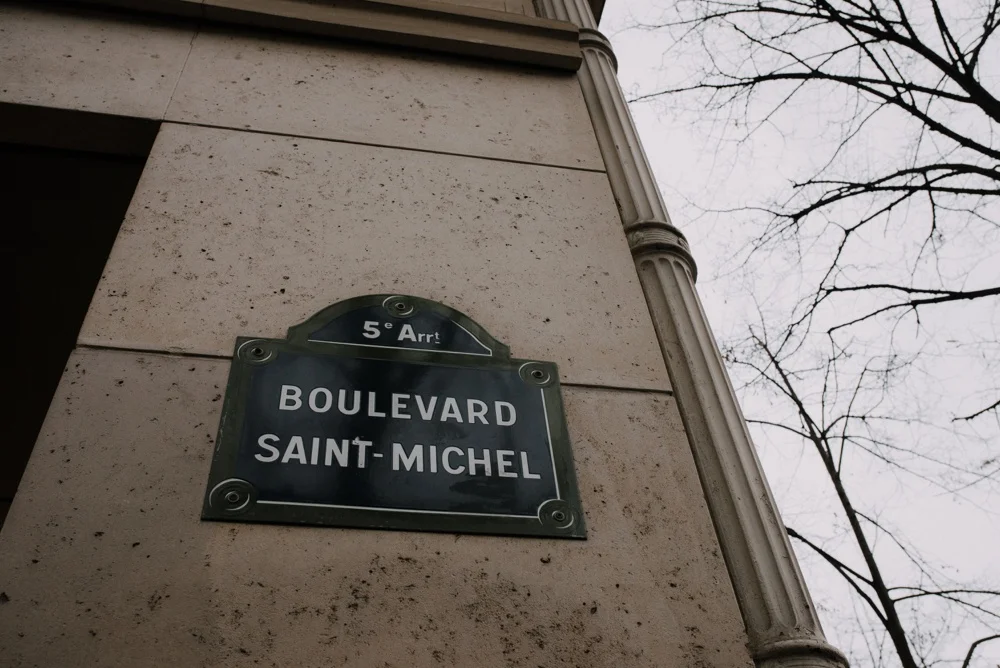 5e Arrt
BOULEVARD
SAINT-MICHEL